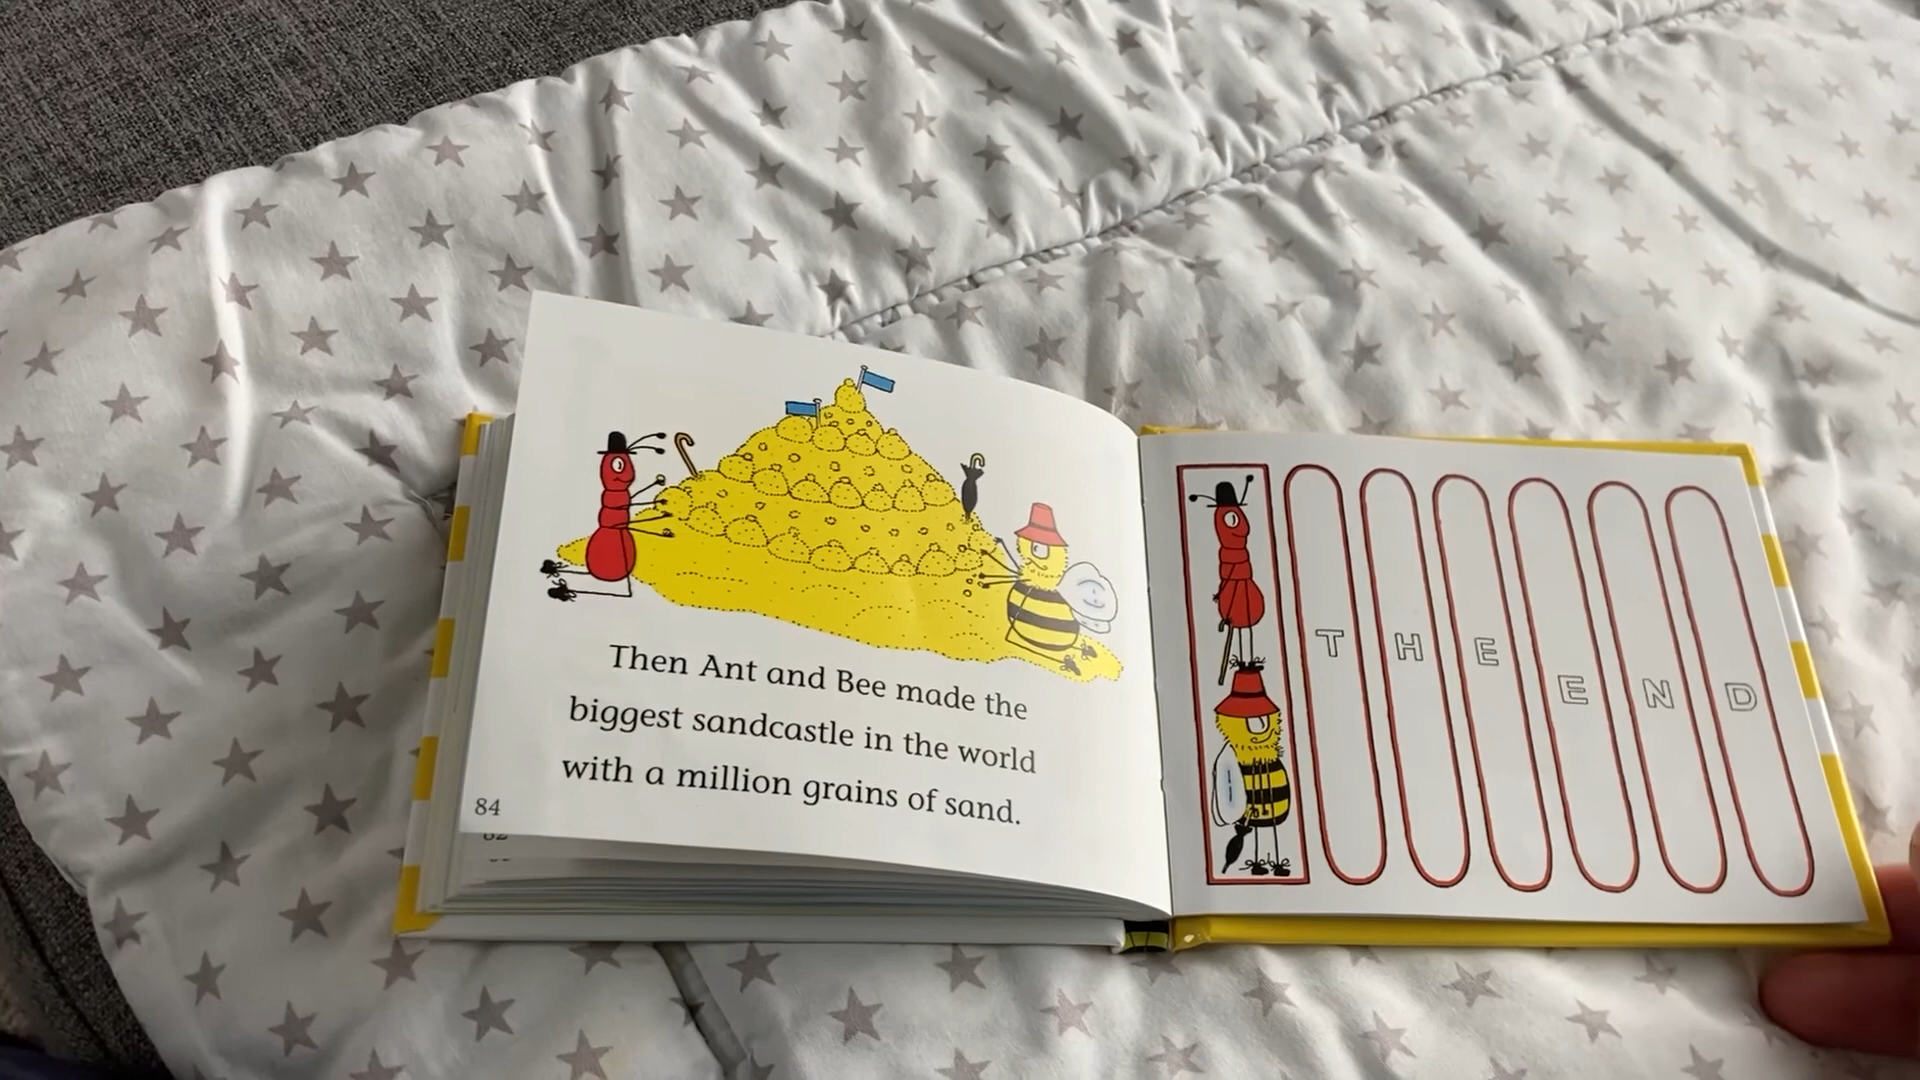 Then Ant and Bee made the
biggest sandcastle in the world
with a million grains of sand.
84
82
THE END